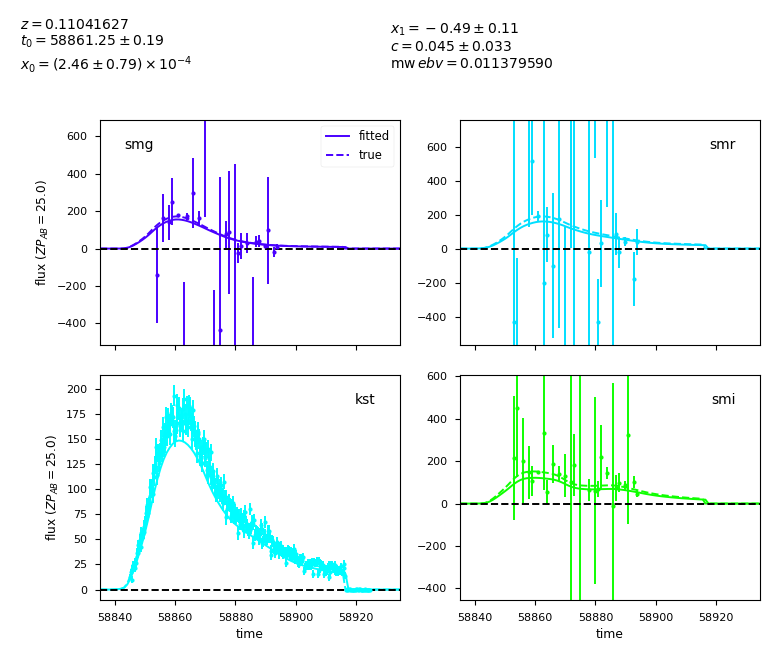 z = 0.11041627
t₀ = 58861.25 ± 0.19
x₀ = (2.46 ± 0.79) × 10⁻⁴
x₁ = −0.49 ± 0.11
c = 0.045 ± 0.033
mwebv = 0.011379590
smg
fitted
true
600
400
200
0
−200
−400
flux (ZP_AB = 25.0)
smr
600
400
200
0
−200
−400
kst
200
175
150
125
100
75
50
25
0
flux (ZP_AB = 25.0)
58840 58860 58880 58900 58920
time
smi
600
400
200
0
−200
−400
58840 58860 58880 58900 58920
time